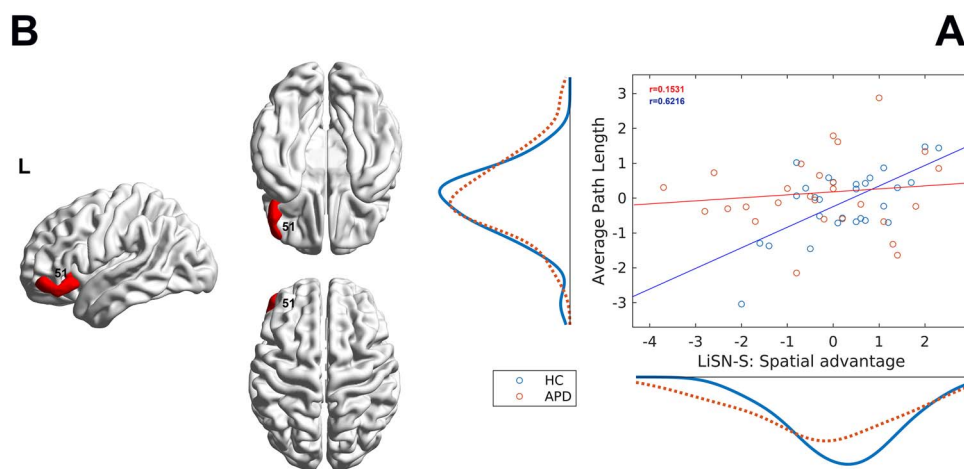 B
A
L
51
51
51
r=0.1531
r=0.6216
Average Path Length
3
2
1
0
-1
-2
-3
-4 -3 -2 -1 0 1 2
LiSN-S: Spatial advantage
HC
APD